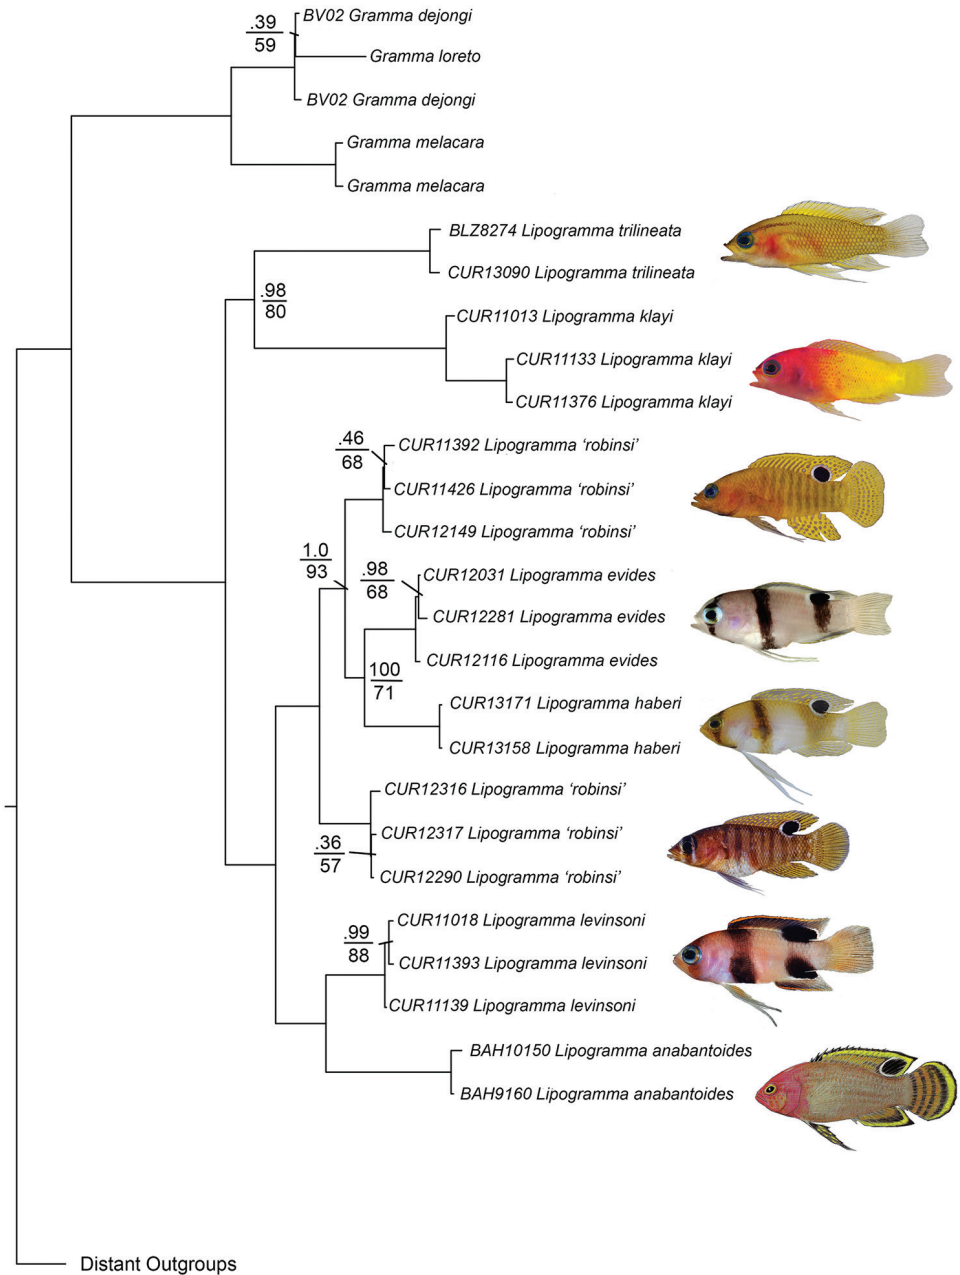 BV02 Gramma dejongi
.39
59
Gramma loreto
BV02 Gramma dejongi
Gramma melacara
Gramma melacara
BLZ8274 Lipogramma trilineata
CUR13090 Lipogramma trilineata
.98
80
CUR11013 Lipogramma klayi
CUR11133 Lipogramma klayi
CUR11376 Lipogramma klayi
.46
68
CUR11392 Lipogramma ‘robinsi’
CUR11426 Lipogramma ‘robinsi’
CUR12149 Lipogramma ‘robinsi’
1.0
93
.98
68
CUR12031 Lipogramma evides
CUR12281 Lipogramma evides
CUR12116 Lipogramma evides
100
71
CUR13171 Lipogramma haberi
CUR13158 Lipogramma haberi
CUR12316 Lipogramma ‘robinsi’
CUR12317 Lipogramma ‘robinsi’
.36
57
CUR12290 Lipogramma ‘robinsi’
CUR11018 Lipogramma levinsoni
.99
88
CUR11393 Lipogramma levinsoni
CUR11139 Lipogramma levinsoni
BAH10150 Lipogramma anabantoides
BAH9160 Lipogramma anabantoides
Distant Outgroups